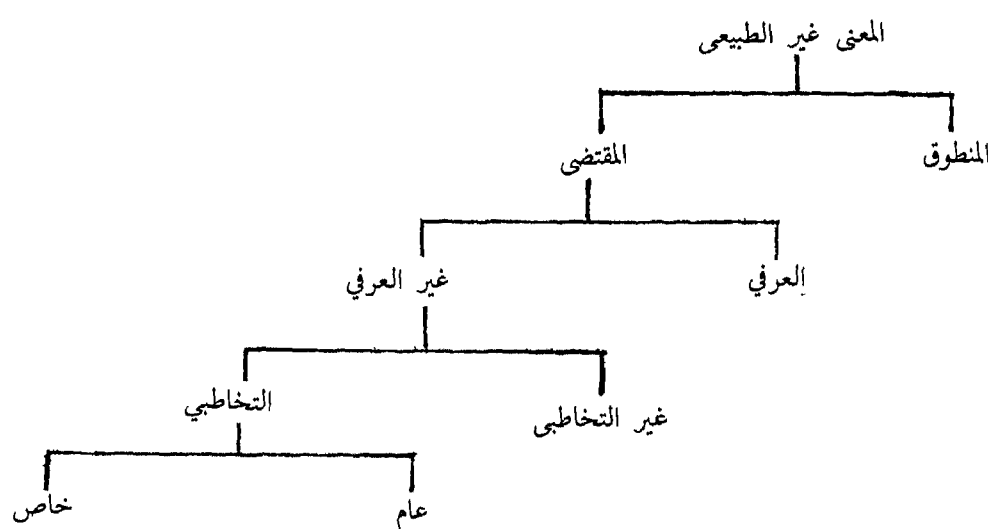 المعنى غير الطبيعى
المنطوق
المقتضى
العرفي
غير العرفي
غير التخاطبى
التخاطبي
عام
خاص